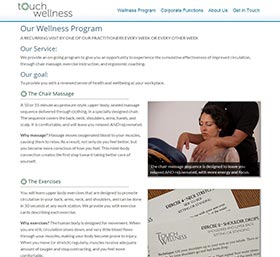 touch
wellness
Wellness Program   Corporate Functions   About Us   Get in Touch
Our Wellness Program
A RECURRING VISIT BY ONE OF OUR PRACTITIONERS EVERY WEEK OR EVERY OTHER WEEK
Our Service:
We provide an on going program to give you an opportunity to experience the cumulative effectiveness of improved circulation,
through chair massage, exercise instruction, and ergonomic coaching.
Our goal:
To provide you with a renewed sense of health and wellbeing at your workplace.
The Chair Massage
A 10 or 15 minute acupressure-style, upper body, seated massage
sequence delivered through clothing, in a specially designed chair.
The sequence covers the back, neck, shoulders, arms, hands, and
scalp. It's comfortable, and will leave you relaxed, AND rejuvenated.
Why massage? Massage moves oxygenated blood to your muscles,
causing them to relax. As a result, not only do you feel better, but
you become more conscious of how you feel. This mind-body
connection creates the first step toward taking better care of
yourself.
The chair massage sequence is designed to leave you
relaxed AND rejuvenated, with more energy and focus.
The Exercises
You will learn upper body exercises that are designed to promote
circulation in your back, arms, neck, and shoulders, and can be done
in 30 seconds at any work station. We provide you with exercise
cards describing each exercise.
Why exercises? The human body is designed for movement. When
you are still, circulation slows down, and very little blood flows
through your muscles, making your body become prone to injury.
When you move (or stretch) regularly, muscles receive adequate
amount of oxygen and stop contracting, and you feel more
comfortable.
TOUCH
WELLNESS
EXERCISE 4 - NECK STRETCH
EXERCISE 5 - SHOULDER DROPS